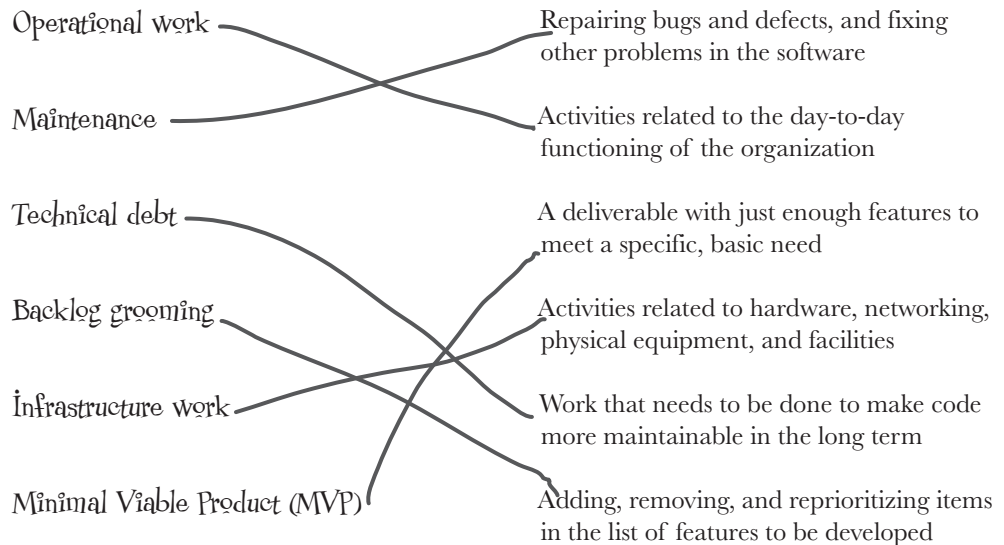 Operational work
Repairing bugs and defects, and fixing
other problems in the software
Maintenance
Activities related to the day-to-day
functioning of the organization
Technical debt
A deliverable with just enough features to
meet a specific, basic need
Backlog grooming
Activities related to hardware, networking,
physical equipment, and facilities
Infrastructure work
Work that needs to be done to make code
more maintainable in the long term
Minimal Viable Product (MVP)
Adding, removing, and reprioritizing items
in the list of features to be developed